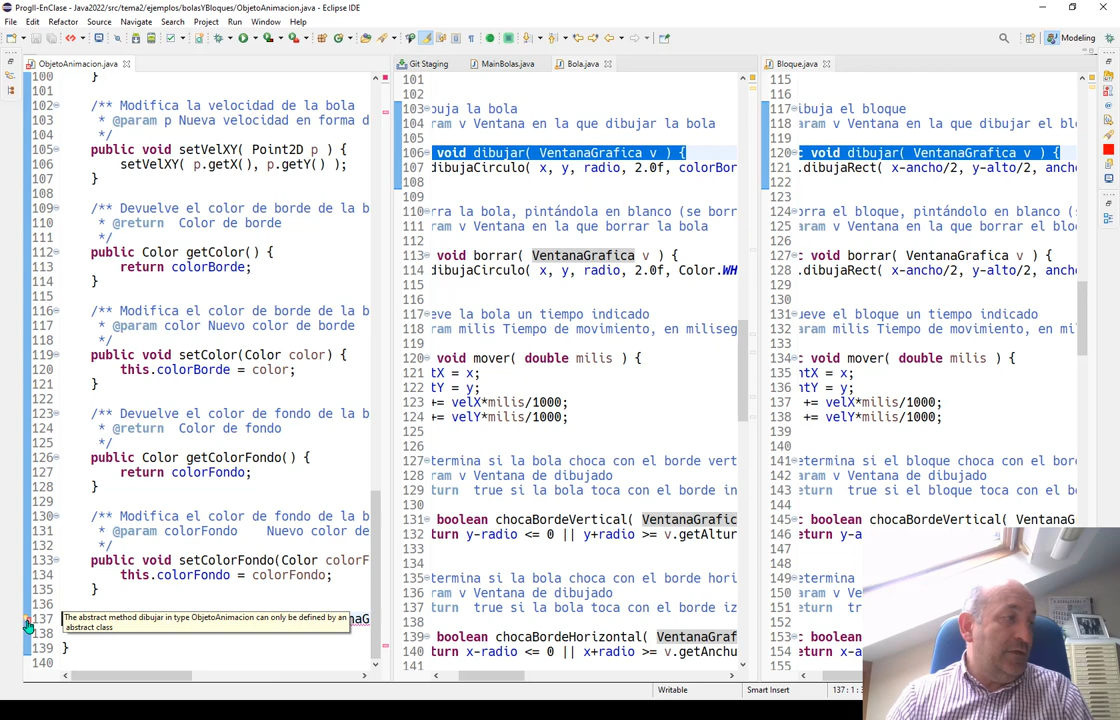 ProgII-EnClase - Java2022/src/tema2/ejemplos/bolasYBloques/ObjetoAnimacion.java - Eclipse IDE
File Edit Refactor Source Navigate Search Project Run Window Help
Modeling
ObjetoAnimacion.java
100 }
101
102 /** Modifica la velocidad de la bola
103 * @param p Nueva velocidad en forma d
104 */
105 public void setVelXY( Point2D p ) {
106 setVelXY( p.getX(), p.getY() );
107 }
108
109 /** Devuelve el color de borde de la b
110 * @return Color de borde
111 */
112 public Color getColor() {
113 return colorBorde;
114 }
115
116 /** Modifica el color de borde de la b
117 * @param color Nuevo color de borde
118 */
119 public void setColor(Color color) {
120 this.colorBorde = color;
121 }
122
123 /** Devuelve el color de fondo de la b
124 * @return Color de fondo
125 */
126 public Color getColorFondo() {
127 return colorFondo;
128 }
129
130 /** Modifica el color de fondo de la b
131 * @param colorFondo Nuevo color de
132 */
133 public void setColorFondo(Color colorF
134 this.colorFondo = colorFondo;
135 }
136
137 naG
The abstract method dibujar in type ObjetoAnimacion can only be defined by an
abstract class
138
139 }
140
Git Staging MainBolas.java Bola.java
101
102
103 buja la bola
104 ram v Ventana en la que dibujar la bola
105
106 void dibujar( VentanaGrafica v ) {
107 dibujaCirculo( x, y, radio, 2.0f, colorBor
108
109
110 rra la bola, pintándola en blanco (se borr
111 ram v Ventana en la que borrar la bola
112
113 void borrar( VentanaGrafica v ) {
114 dibujaCirculo( x, y, radio, 2.0f, Color.WH
115
116
117 eve la bola un tiempo indicado
118 ram milis Tiempo de movimiento, en miliseg
119
120 void mover( double milis ) {
121 ntX = x;
122 ntY = y;
123 += velX*milis/1000;
124 += velY*milis/1000;
125
126
127 termina si la bola choca con el borde vert
128 ram v Ventana de dibujado
129 turn true si la bola toca con el borde in
130
131 boolean chocaBordeVertical( VentanaGrafic
132 turn y-radio <= 0 || y+radio >= v.getAltur
133
134
135 termina si la bola choca con el borde hori
136 ram v Ventana de dibujado
137 turn true si la bola toca con el borde iz
138
139 boolean chocaBordeHorizontal( VentanaGraf
140 turn x-radio <= 0 || x+radio >= v.getAnchu
141
Bloque.java
115
116
117 ibuja el bloque
118 aram v Ventana en la que dibujar el bloque
119
120 c void dibujar( VentanaGrafica v ) {
121 .dibujaRect( x-ancho/2, y-alto/2, anch
122
123
124 orra el bloque, pintándolo en blanco (
125 aram v Ventana en la que borrar el bloq
126
127 c void borrar( VentanaGrafica v ) {
128 .dibujaRect( x-ancho/2, y-alto/2, anch
129
130
131 ueve el bloque un tiempo indicado
132 aram milis Tiempo de movimiento, en mil
133
134 c void mover( double milis ) {
135 ntX = x;
136 ntY = y;
137 += velX*milis/1000;
138 += velY*milis/1000;
139
140
141 etermina si el bloque choca con el bord
142 aram v Ventana de dibujado
143 eturn true si el bloque toca con el bo
144
145 c boolean chocaBordeVertical( VentanaG
146 eturn y-a
147
148
149 etermina
150 aram v Ve
151 eturn tr
152
153 c boolean
154 eturn x-a
155
Writable Smart Insert 137 : 1 :